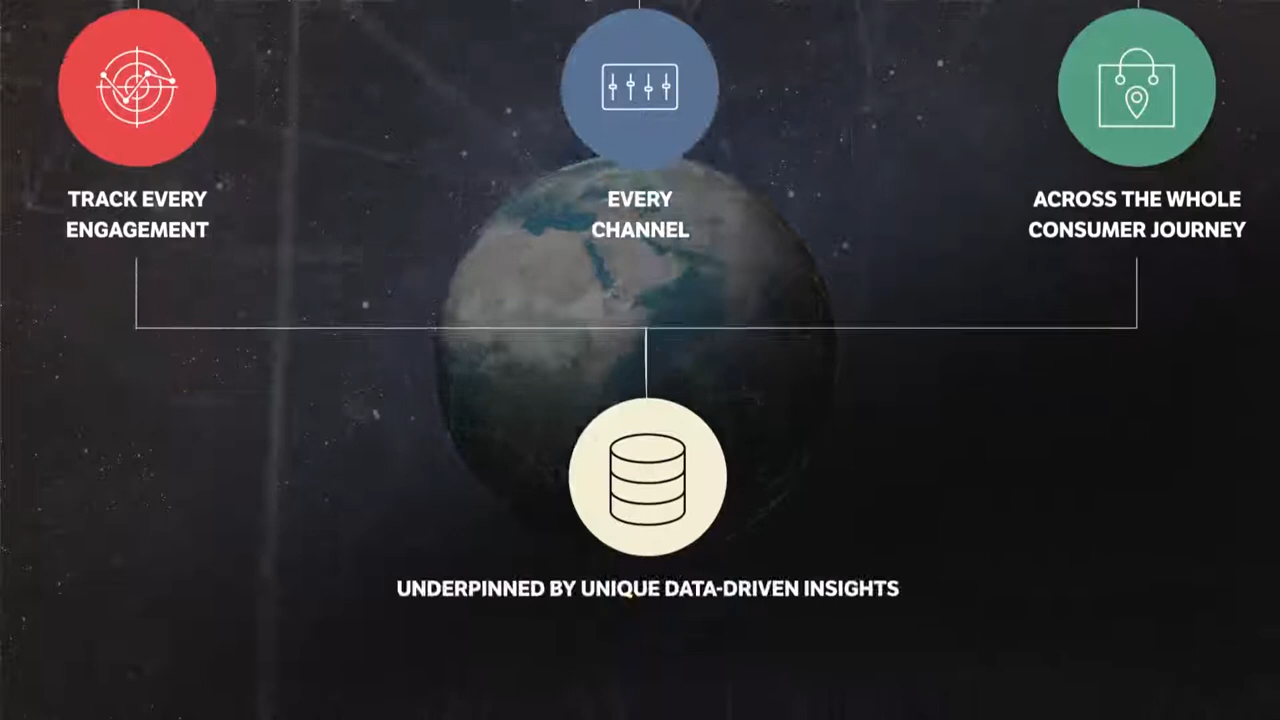 TRACK EVERY
ENGAGEMENT
EVERY
CHANNEL
ACROSS THE WHOLE
CONSUMER JOURNEY
UNDERPINNED BY UNIQUE DATA-DRIVEN INSIGHTS